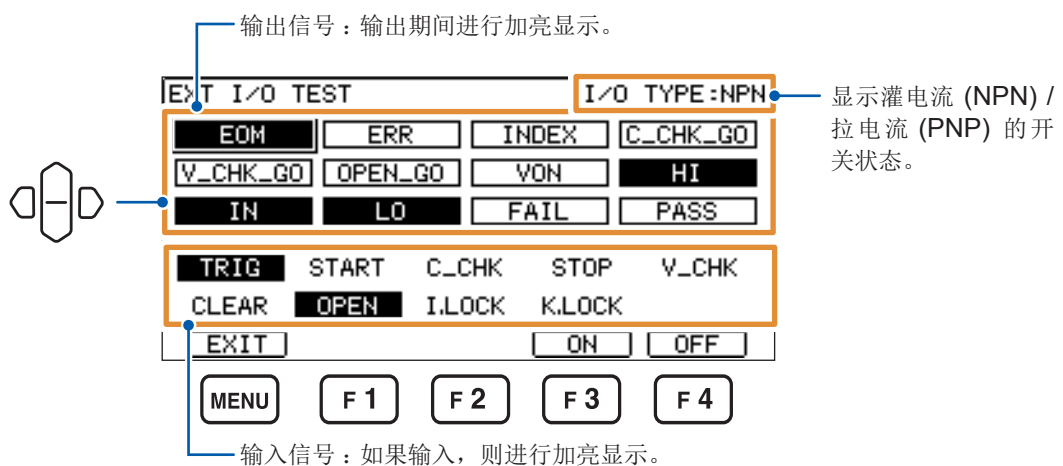 输出信号：输出期间进行加亮显示。
EXT I/O TEST I/O TYPE:NPN
显示灌电流 (NPN) /
拉电流 (PNP) 的开
关状态。
EOM ERR INDEX C_CHK_GO
V_CHK_GO OPEN_GO VON HI
IN LO FAIL PASS
TRIG START C_CHK STOP V_CHK
CLEAR OPEN I.LOCK K.LOCK
EXIT ON OFF
MENU F 1 F 2 F 3 F 4
输入信号：如果输入，则进行加亮显示。